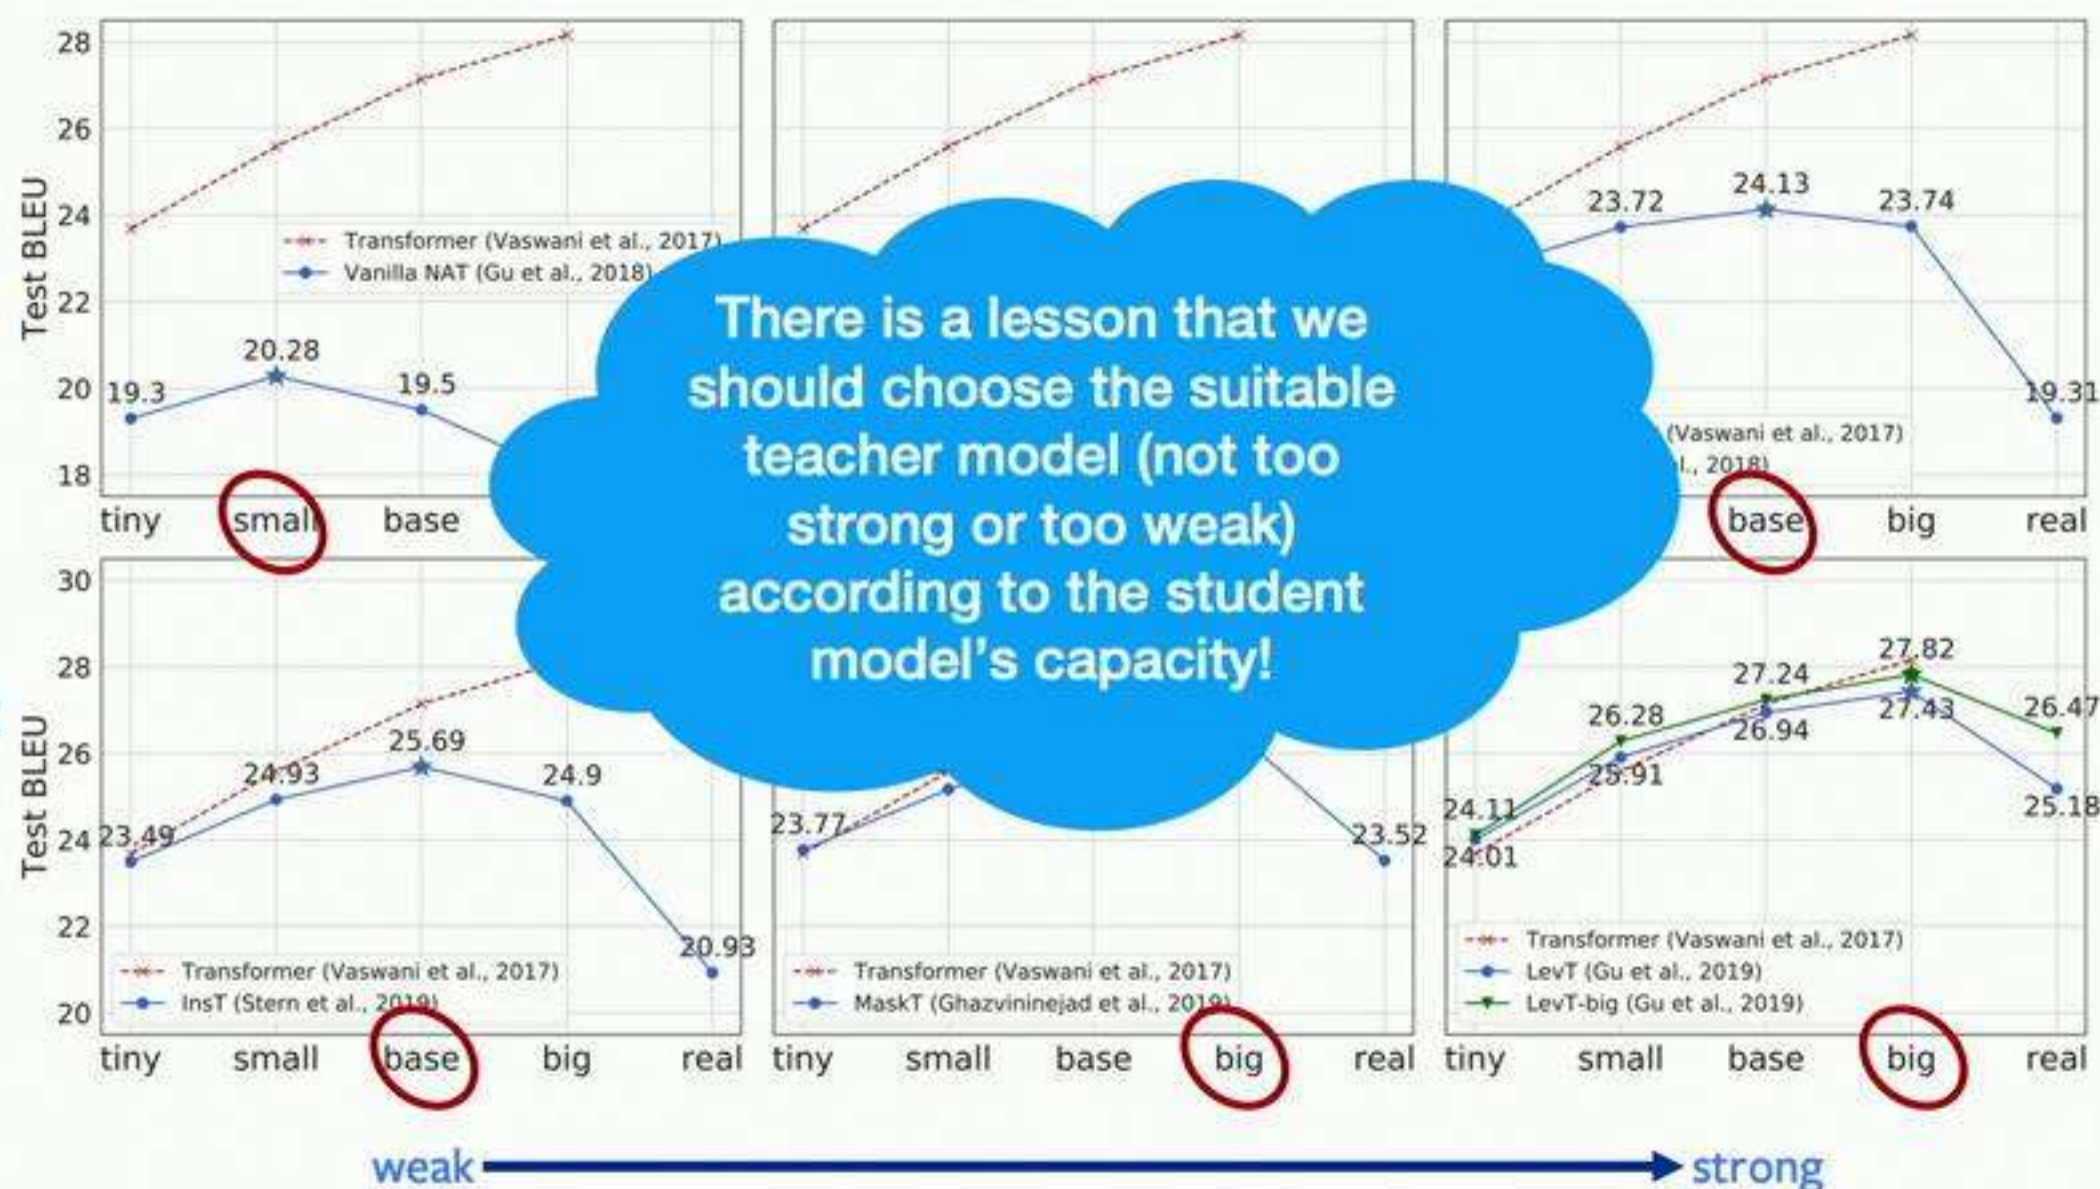 28
26
24
22
20
18
Test BLEU
Transformer (Vaswani et al., 2017)
Vanilla NAT (Gu et al., 2018)
19.3
20.28
19.5
tiny small base
23.72
24.13
23.74
19.31
(Vaswani et al., 2017)
l., 2018)
base big real
There is a lesson that we
should choose the suitable
teacher model (not too
strong or too weak)
according to the student
model's capacity!
30
28
26
24
22
20
Test BLEU
23.49
24.93
25.69
24.9
20.93
Transformer (Vaswani et al., 2017)
InsT (Stern et al., 2019)
tiny small base big real
23.77
23.52
Transformer (Vaswani et al., 2017)
MaskT (Ghazvininejad et al., 2019)
tiny small base big real
24.11
26.28
27.24
27.82
26.47
24.01
25.91
26.94
27.43
25.18
Transformer (Vaswani et al., 2017)
LevT (Gu et al., 2019)
LevT-big (Gu et al., 2019)
tiny small base big real
weak strong